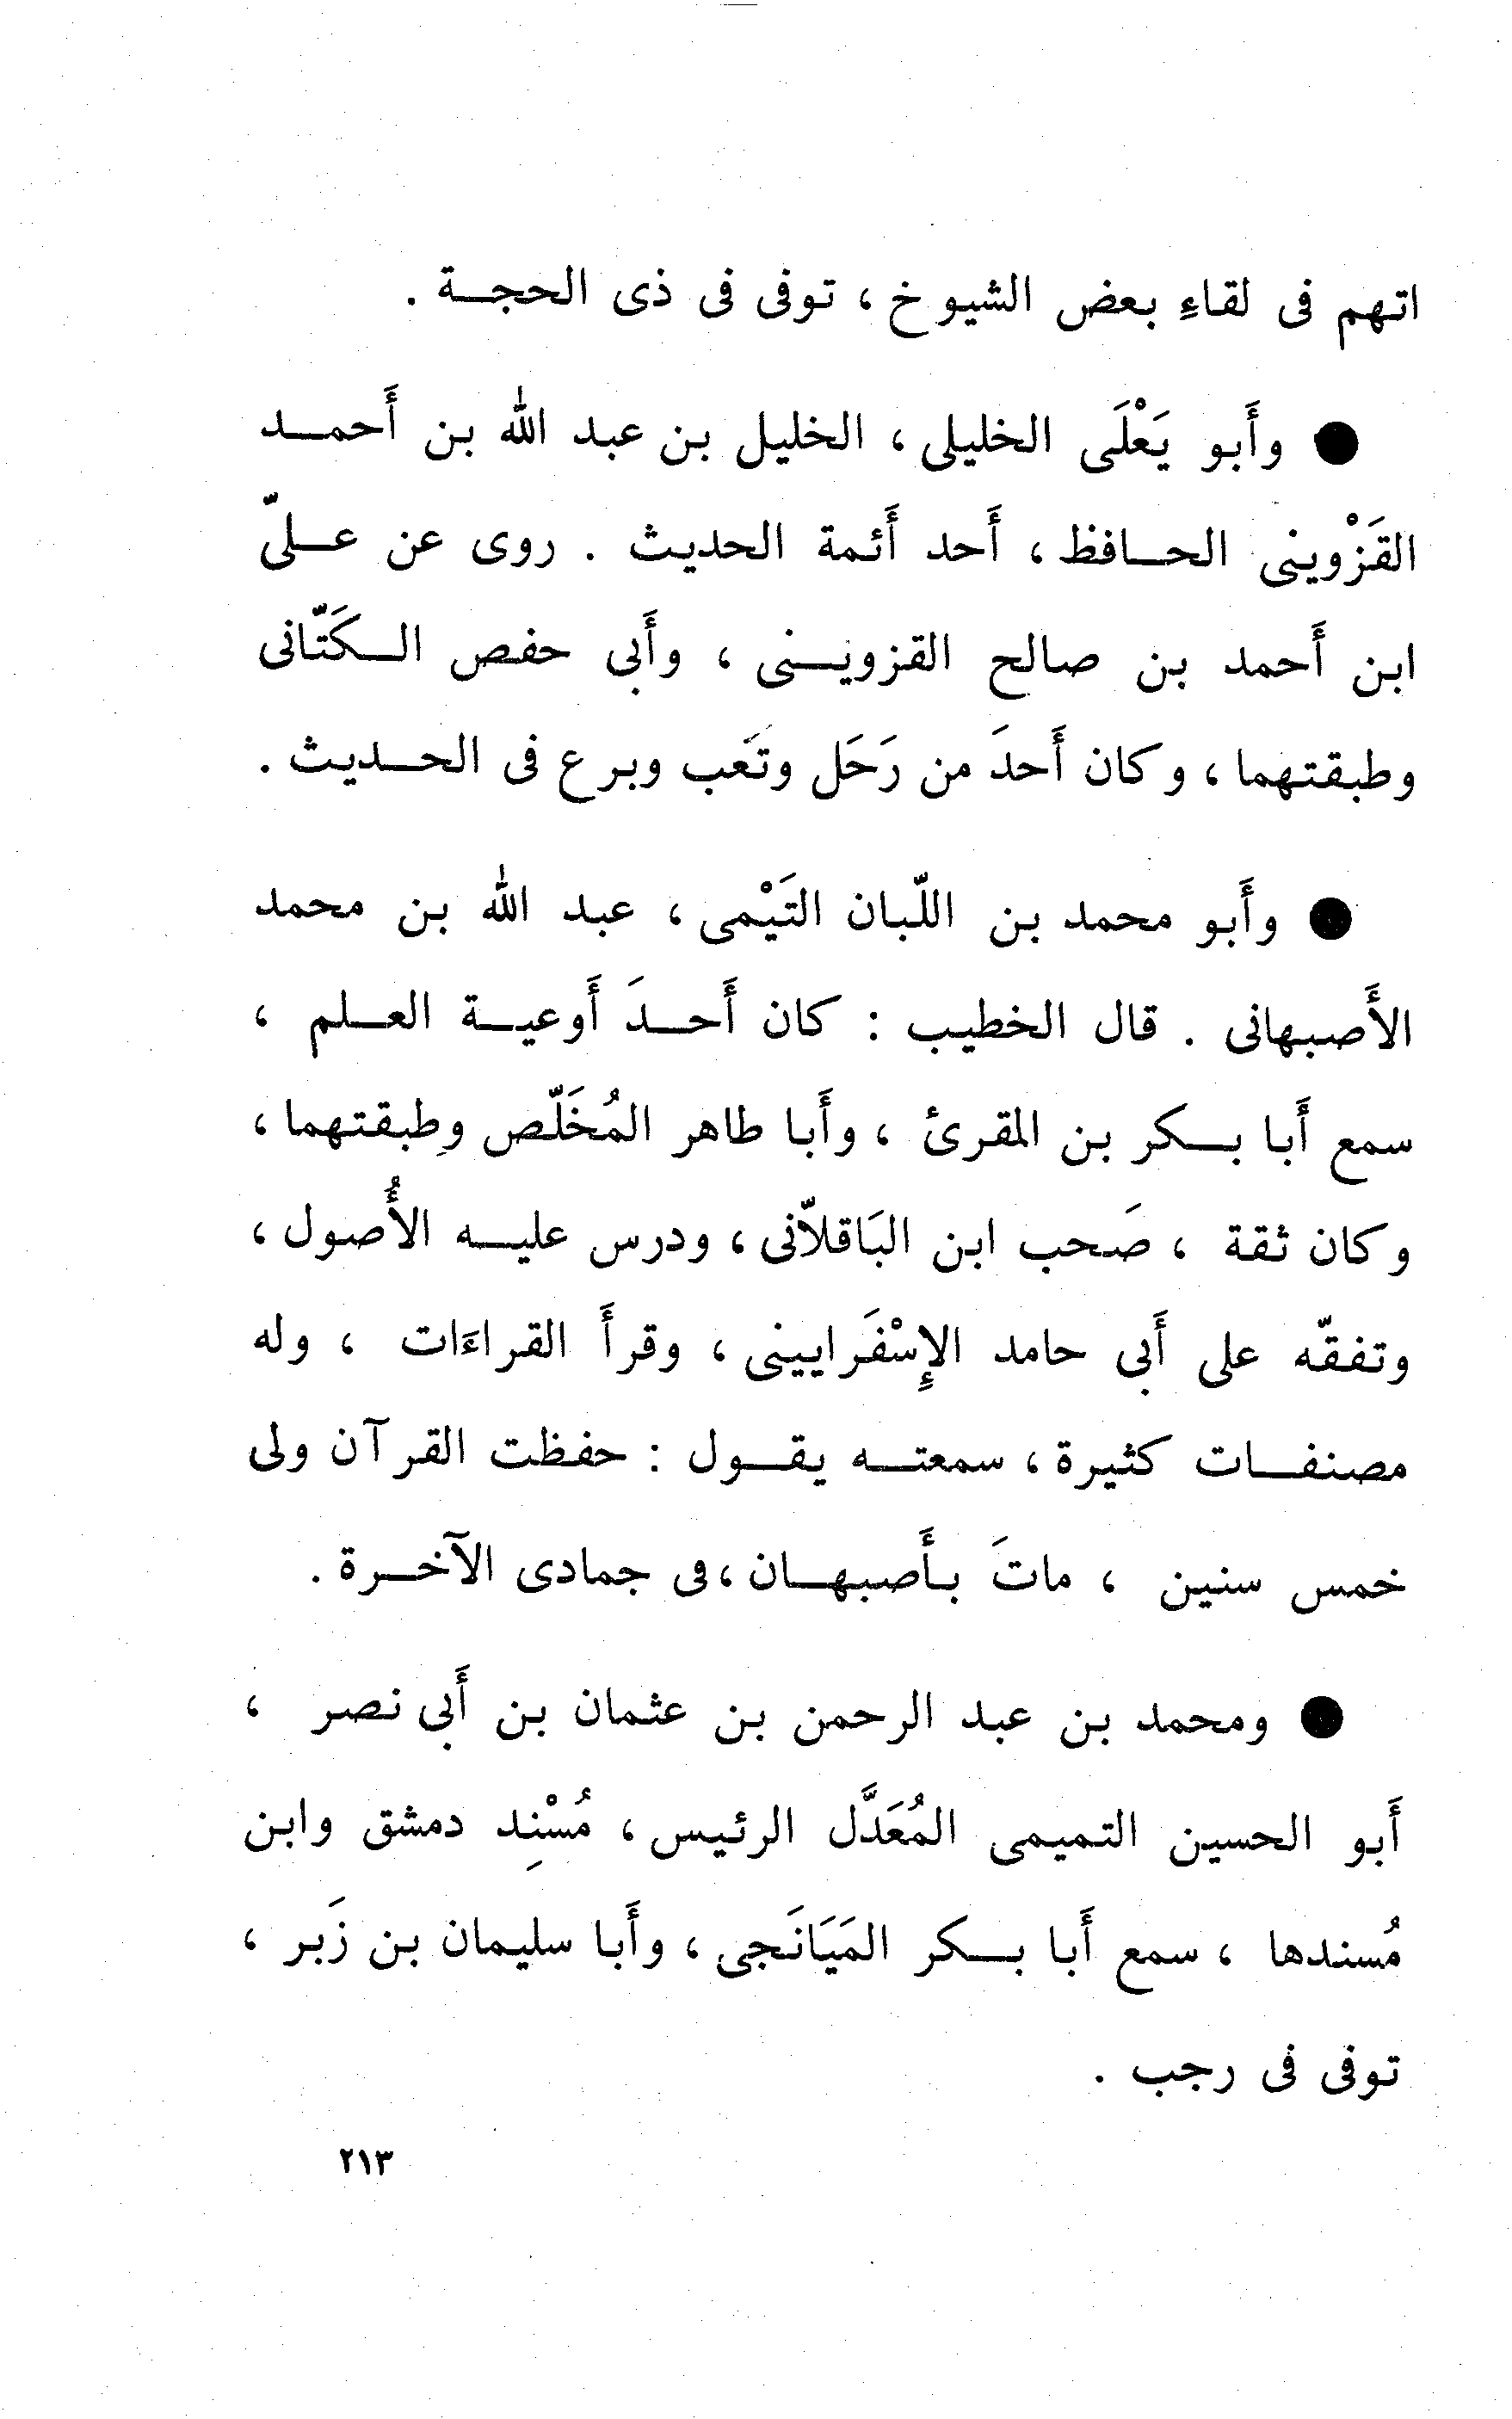 اتهم فى لقاءِ بعض الشيوخ ، توفى فى ذى الحجة .
● وأَبو يَعْلَى الخليلى ، الخليل بن عبد الله بن أَحمد
القَزْوينى الحافظ ، أَحد أَئمة الحديث . روى عن علىّ
ابن أَحمد بن صالح القزوينى ، وأَبى حفص الكَتّانى
وطبقتهما ، وكان أَحدَ من رَحَل وتَعب وبرع فى الحديث .
● وأَبو محمد بن اللّبان التَيْمى ، عبد الله بن محمد
الأَصبهانى . قال الخطيب : كان أَحدَ أَوعية العلم ،
سمع أَبا بكر بن المقرئ ، وأَبا طاهر المُخَلّص وطبقتهما ،
وكان ثقة ، صَحب ابن البَاقلاّنى ، ودرس عليه الأُصول ،
وتفقّه على أَبى حامد الإِسْفَرايينى ، وقرأَ القراءَات ، وله
مصنفات كثيرة ، سمعته يقول : حفظت القرآن ولى
خمس سنين ، ماتَ بأَصبهان ، فى جمادى الآخرة .
● ومحمد بن عبد الرحمن بن عثمان بن أَبى نصر ،
أَبو الحسين التميمى المُعَدَّل الرئيس ، مُسْنِد دمشق وابن
مُسندها ، سمع أَبا بكر المَيَانَجى ، وأَبا سليمان بن زَبر ،
توفى فى رجب .
٢١٣